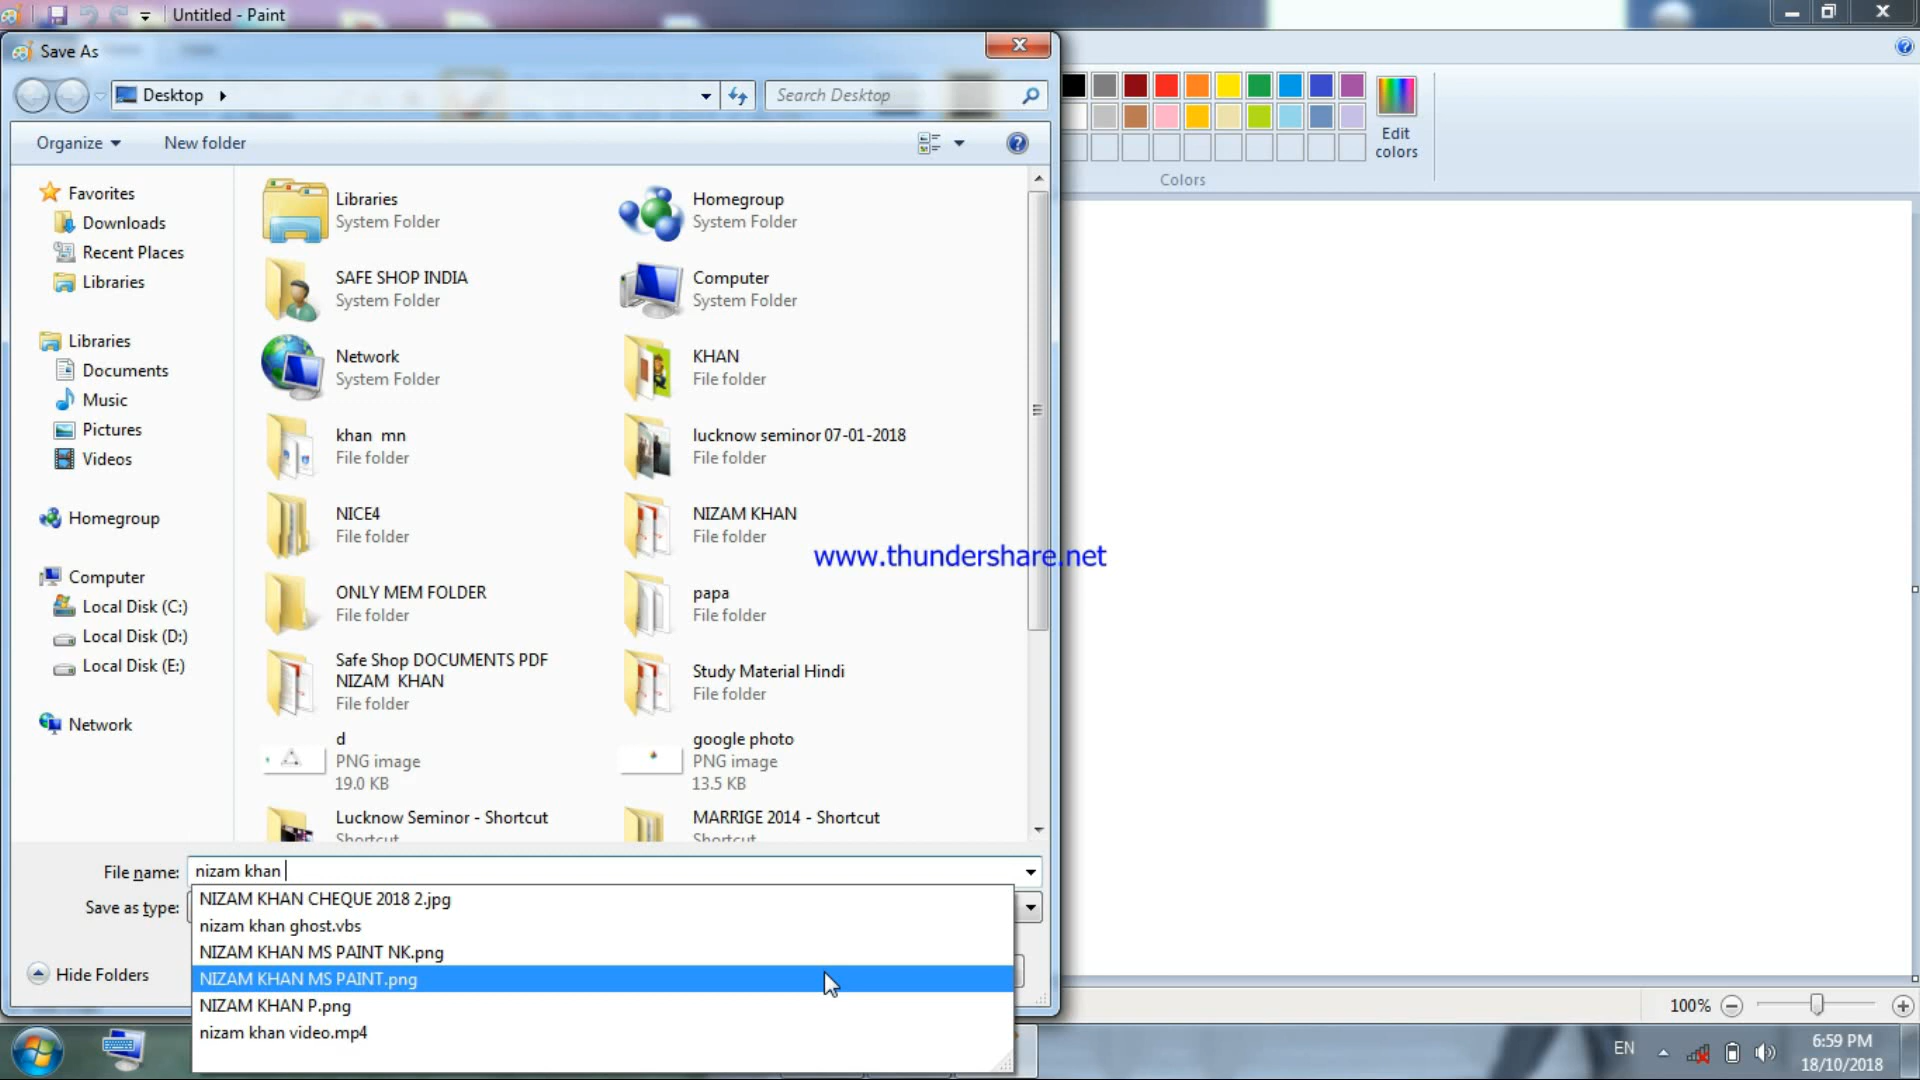 Untitled - Paint
Save As
Desktop
Search Desktop
Organize
New folder
Edit
colors
Colors
Favorites
Downloads
Recent Places
Libraries
Libraries
Documents
Music
Pictures
Videos
Homegroup
Computer
Local Disk (C:)
Local Disk (D:)
Local Disk (E:)
Network
Libraries
System Folder
Homegroup
System Folder
SAFE SHOP INDIA
System Folder
Computer
System Folder
Network
System Folder
KHAN
File folder
khan  mn
File folder
lucknow seminor 07-01-2018
File folder
NICE4
File folder
NIZAM KHAN
File folder
www.thundershare.net
ONLY MEM FOLDER
File folder
papa
File folder
Safe Shop DOCUMENTS PDF
NIZAM  KHAN
File folder
Study Material Hindi
File folder
d
PNG image
19.0 KB
google photo
PNG image
13.5 KB
Lucknow Seminor - Shortcut
Shortcut
MARRIGE 2014 - Shortcut
Shortcut
File name:
nizam khan
Save as type:
NIZAM KHAN CHEQUE 2018 2.jpg
nizam khan ghost.vbs
NIZAM KHAN MS PAINT NK.png
NIZAM KHAN MS PAINT.png
NIZAM KHAN P.png
nizam khan video.mp4
Hide Folders
100%
EN
6:59 PM
18/10/2018